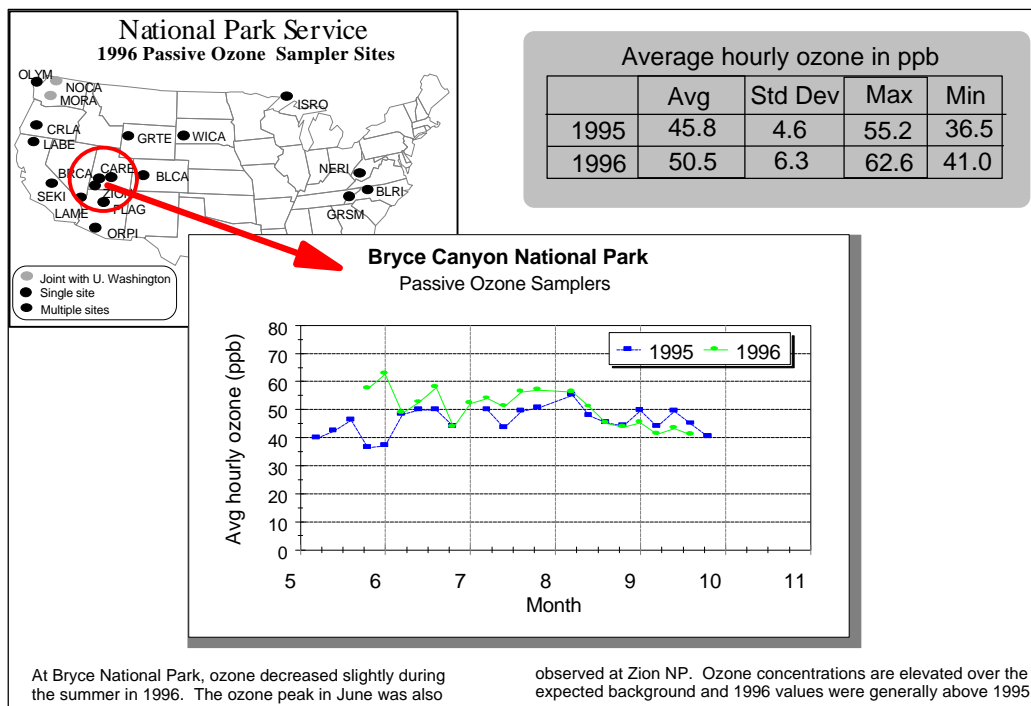 National Park Service
1996 Passive Ozone Sampler Sites
OLYM
NOCA
MORA
ISRO
CRLA
LABE
GRTE
WICA
BRCA
CARE
BLCA
NERI
SEKI
ZION
BLRI
LAME
FLAG
GRSM
ORPI
Joint with U. Washington
Single site
Multiple sites
Average hourly ozone in ppb
Avg Std Dev Max Min
1995 45.8 4.6 55.2 36.5
1996 50.5 6.3 62.6 41.0
Bryce Canyon National Park
Passive Ozone Samplers
1995 1996
Avg hourly ozone (ppb)
80
70
60
50
40
30
20
10
0
5 6 7 8 9 10 11
Month
At Bryce National Park, ozone decreased slightly during
the summer in 1996. The ozone peak in June was also
observed at Zion NP. Ozone concentrations are elevated over the
expected background and 1996 values were generally above 1995